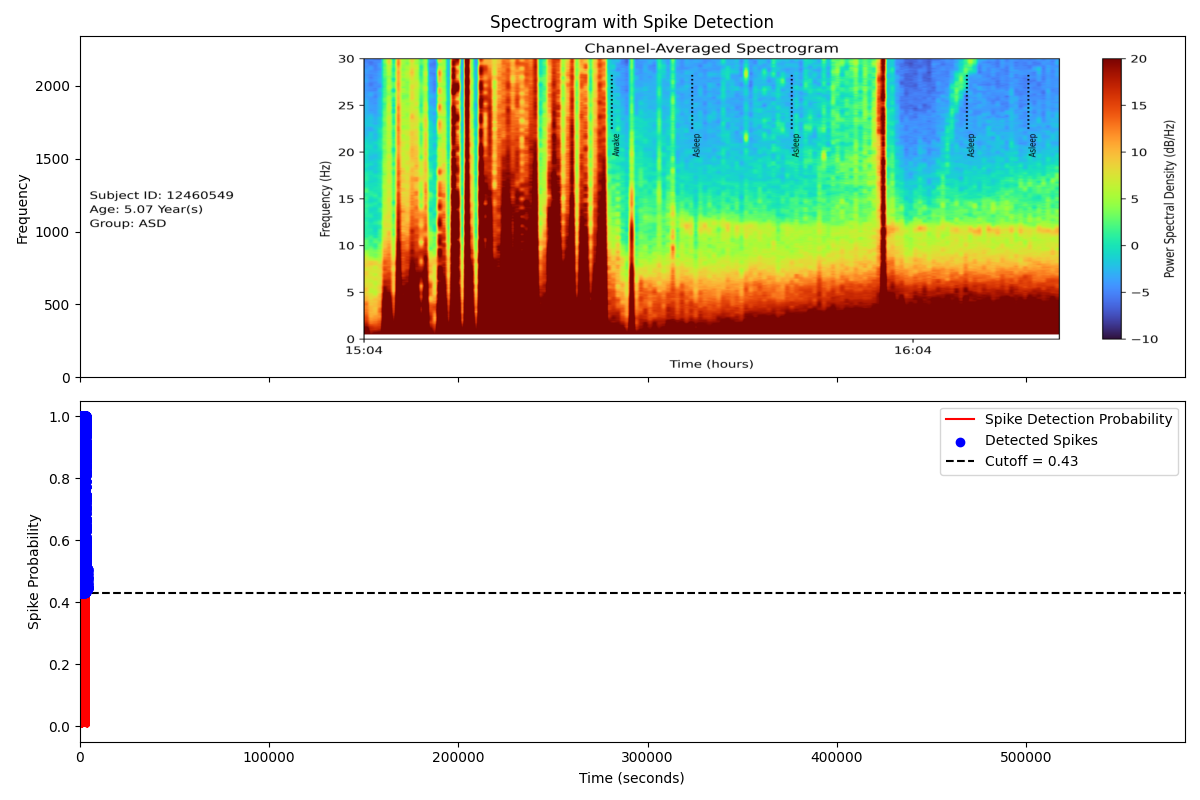 Spectrogram with Spike Detection
Channel-Averaged Spectrogram
Frequency
2000
1500
1000
500
0
Subject ID: 12460549
Age: 5.07 Year(s)
Group: ASD
Frequency (Hz)
30
25
20
15
10
5
0
Awake
Asleep
Asleep
Asleep
Asleep
15:04
16:04
Time (hours)
20
15
10
5
0
−5
−10
Power Spectral Density (dB/Hz)
Spike Probability
1.0
0.8
0.6
0.4
0.2
0.0
Spike Detection Probability
Detected Spikes
Cutoff = 0.43
0
100000
200000
300000
400000
500000
Time (seconds)